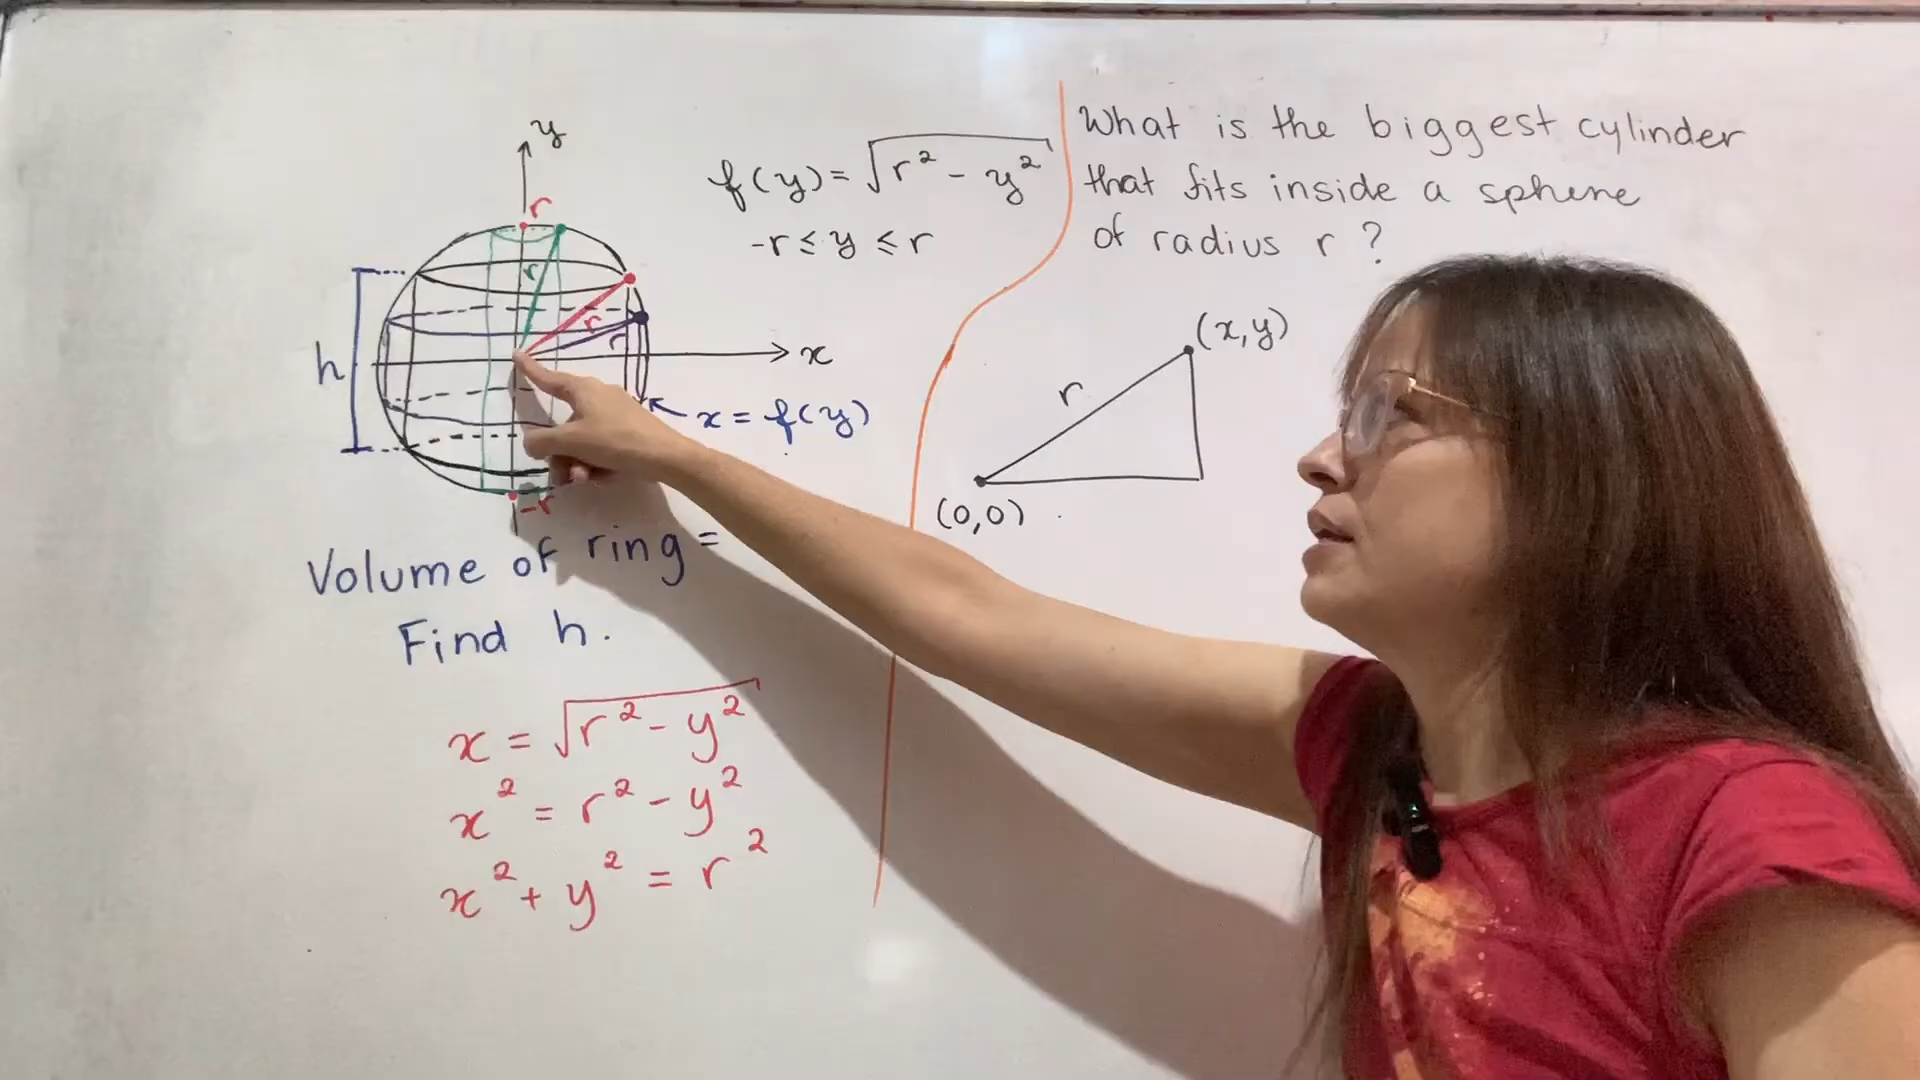 y
r
r
r
r
x
h
x = f(y)
-r
f(y) = √(r² - y²)
-r ≤ y ≤ r
Volume of ring =
Find h.
x = √(r² - y²)
x² = r² - y²
x² + y² = r²
What is the biggest cylinder
that fits inside a sphere
of radius r ?
(x,y)
r
(0,0)